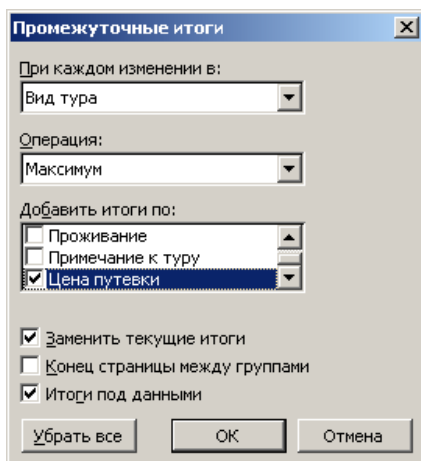 Промежуточные итоги
При каждом изменении в:
Вид тура
Операция:
Максимум
Добавить итоги по:
Проживание
Примечание к туру
Цена путевки
Заменить текущие итоги
Конец страницы между группами
Итоги под данными
Убрать все ОК Отмена